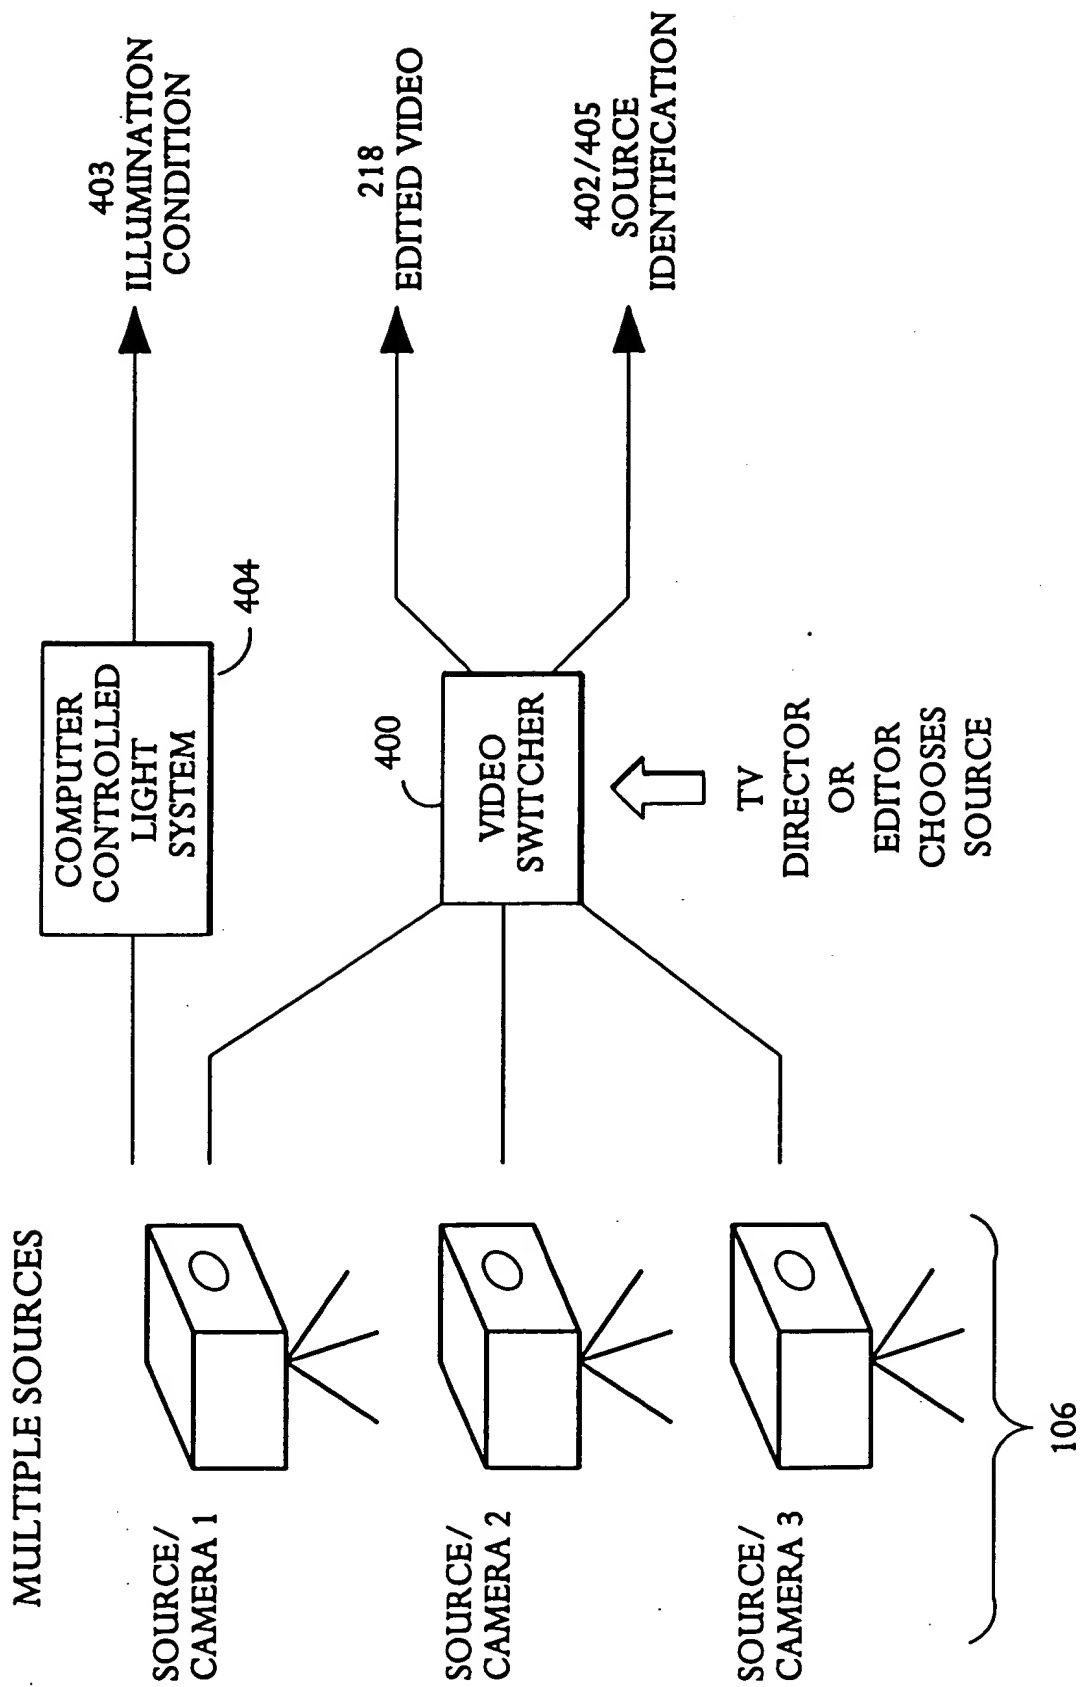 MULTIPLE SOURCES
SOURCE/
CAMERA 1
SOURCE/
CAMERA 2
SOURCE/
CAMERA 3
106
COMPUTER
CONTROLLED
LIGHT
SYSTEM
404
400
VIDEO
SWITCHER
TV
DIRECTOR
OR
EDITOR
CHOOSES
SOURCE
403
ILLUMINATION
CONDITION
218
EDITED VIDEO
402/405
SOURCE
IDENTIFICATION